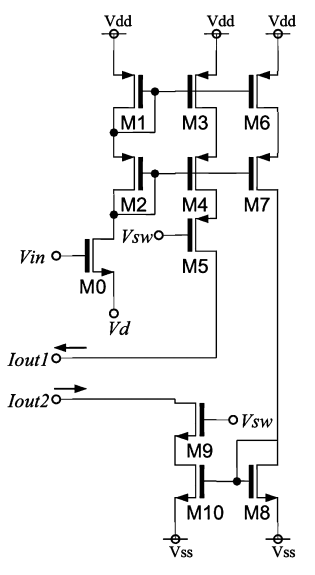 Vdd Vdd Vdd
M1 M3 M6
M2 M4 M7
Vsw
Vin M5
M0
Vd
Iout1
Iout2
Vsw
M9
M10 M8
Vss Vss